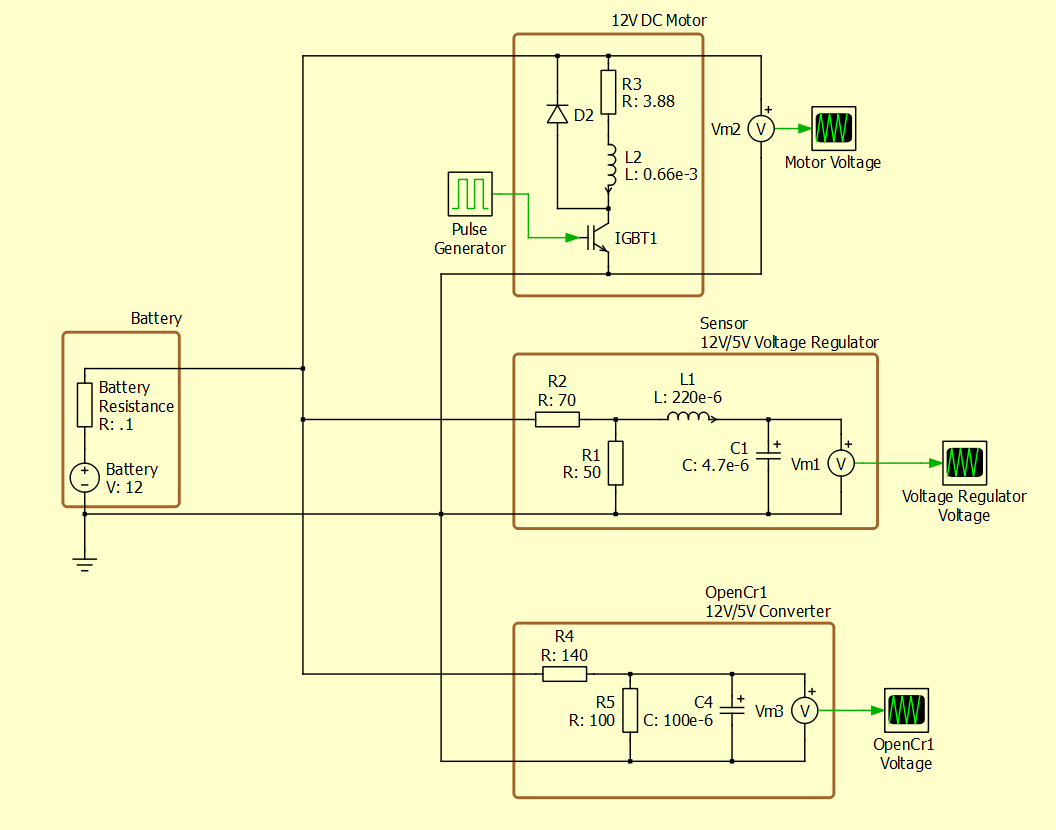 12V DC Motor
R3
R: 3.88
D2
Vm2
V
+
Motor Voltage
L2
L: 0.66e-3
Pulse
Generator
IGBT1
Battery
Sensor
12V/5V Voltage Regulator
Battery
Resistance
R: .1
Battery
V: 12
+
−
R2
R: 70
L1
L: 220e-6
R1
R: 50
C1
C: 4.7e-6
+
Vm1
V
+
Voltage Regulator
Voltage
OpenCr1
12V/5V Converter
R4
R: 140
R5
R: 100
C4
C: 100e-6
+
Vm3
V
+
OpenCr1
Voltage